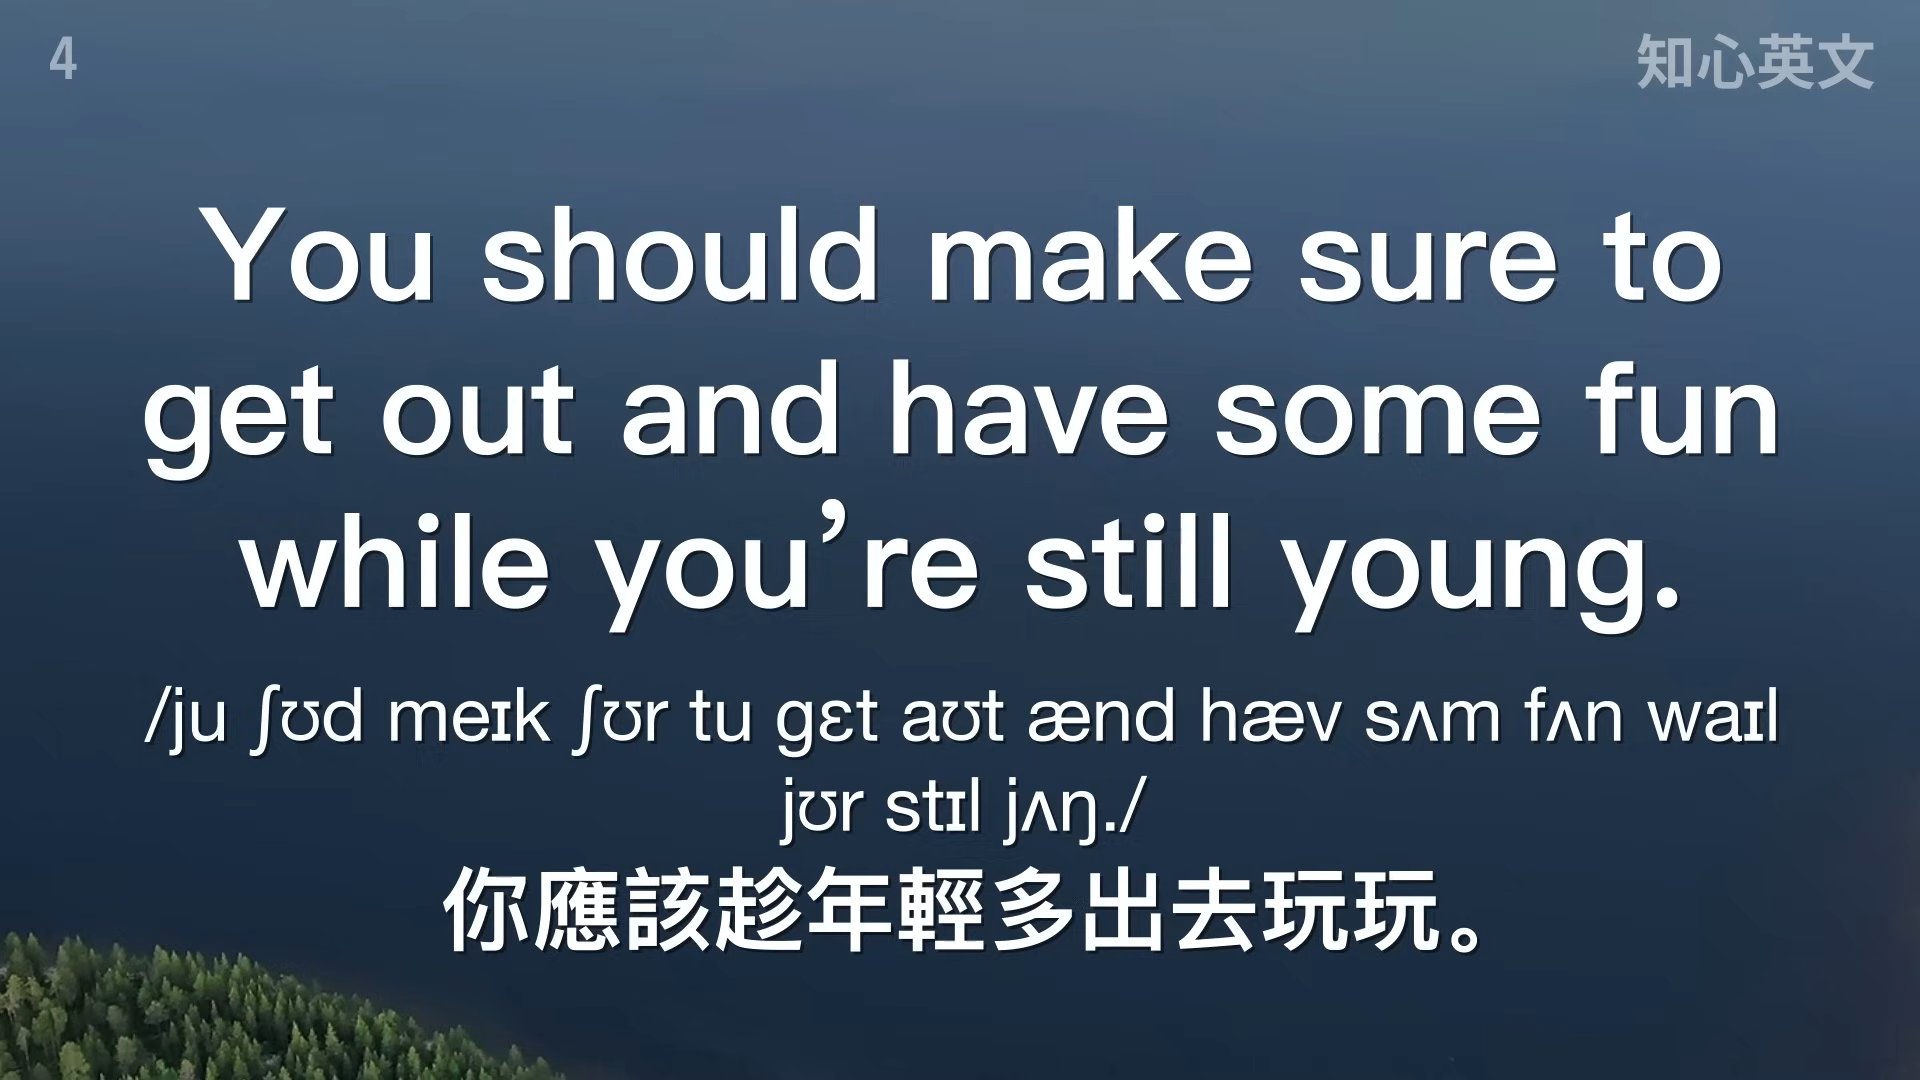 4
知心英文
You should make sure to
get out and have some fun
while you’re still young.
/ju ʃʊd meɪk ʃʊr tu gɛt aʊt ænd hæv sʌm fʌn waɪl
jʊr stɪl jʌŋ./
你應該趁年輕多出去玩玩。